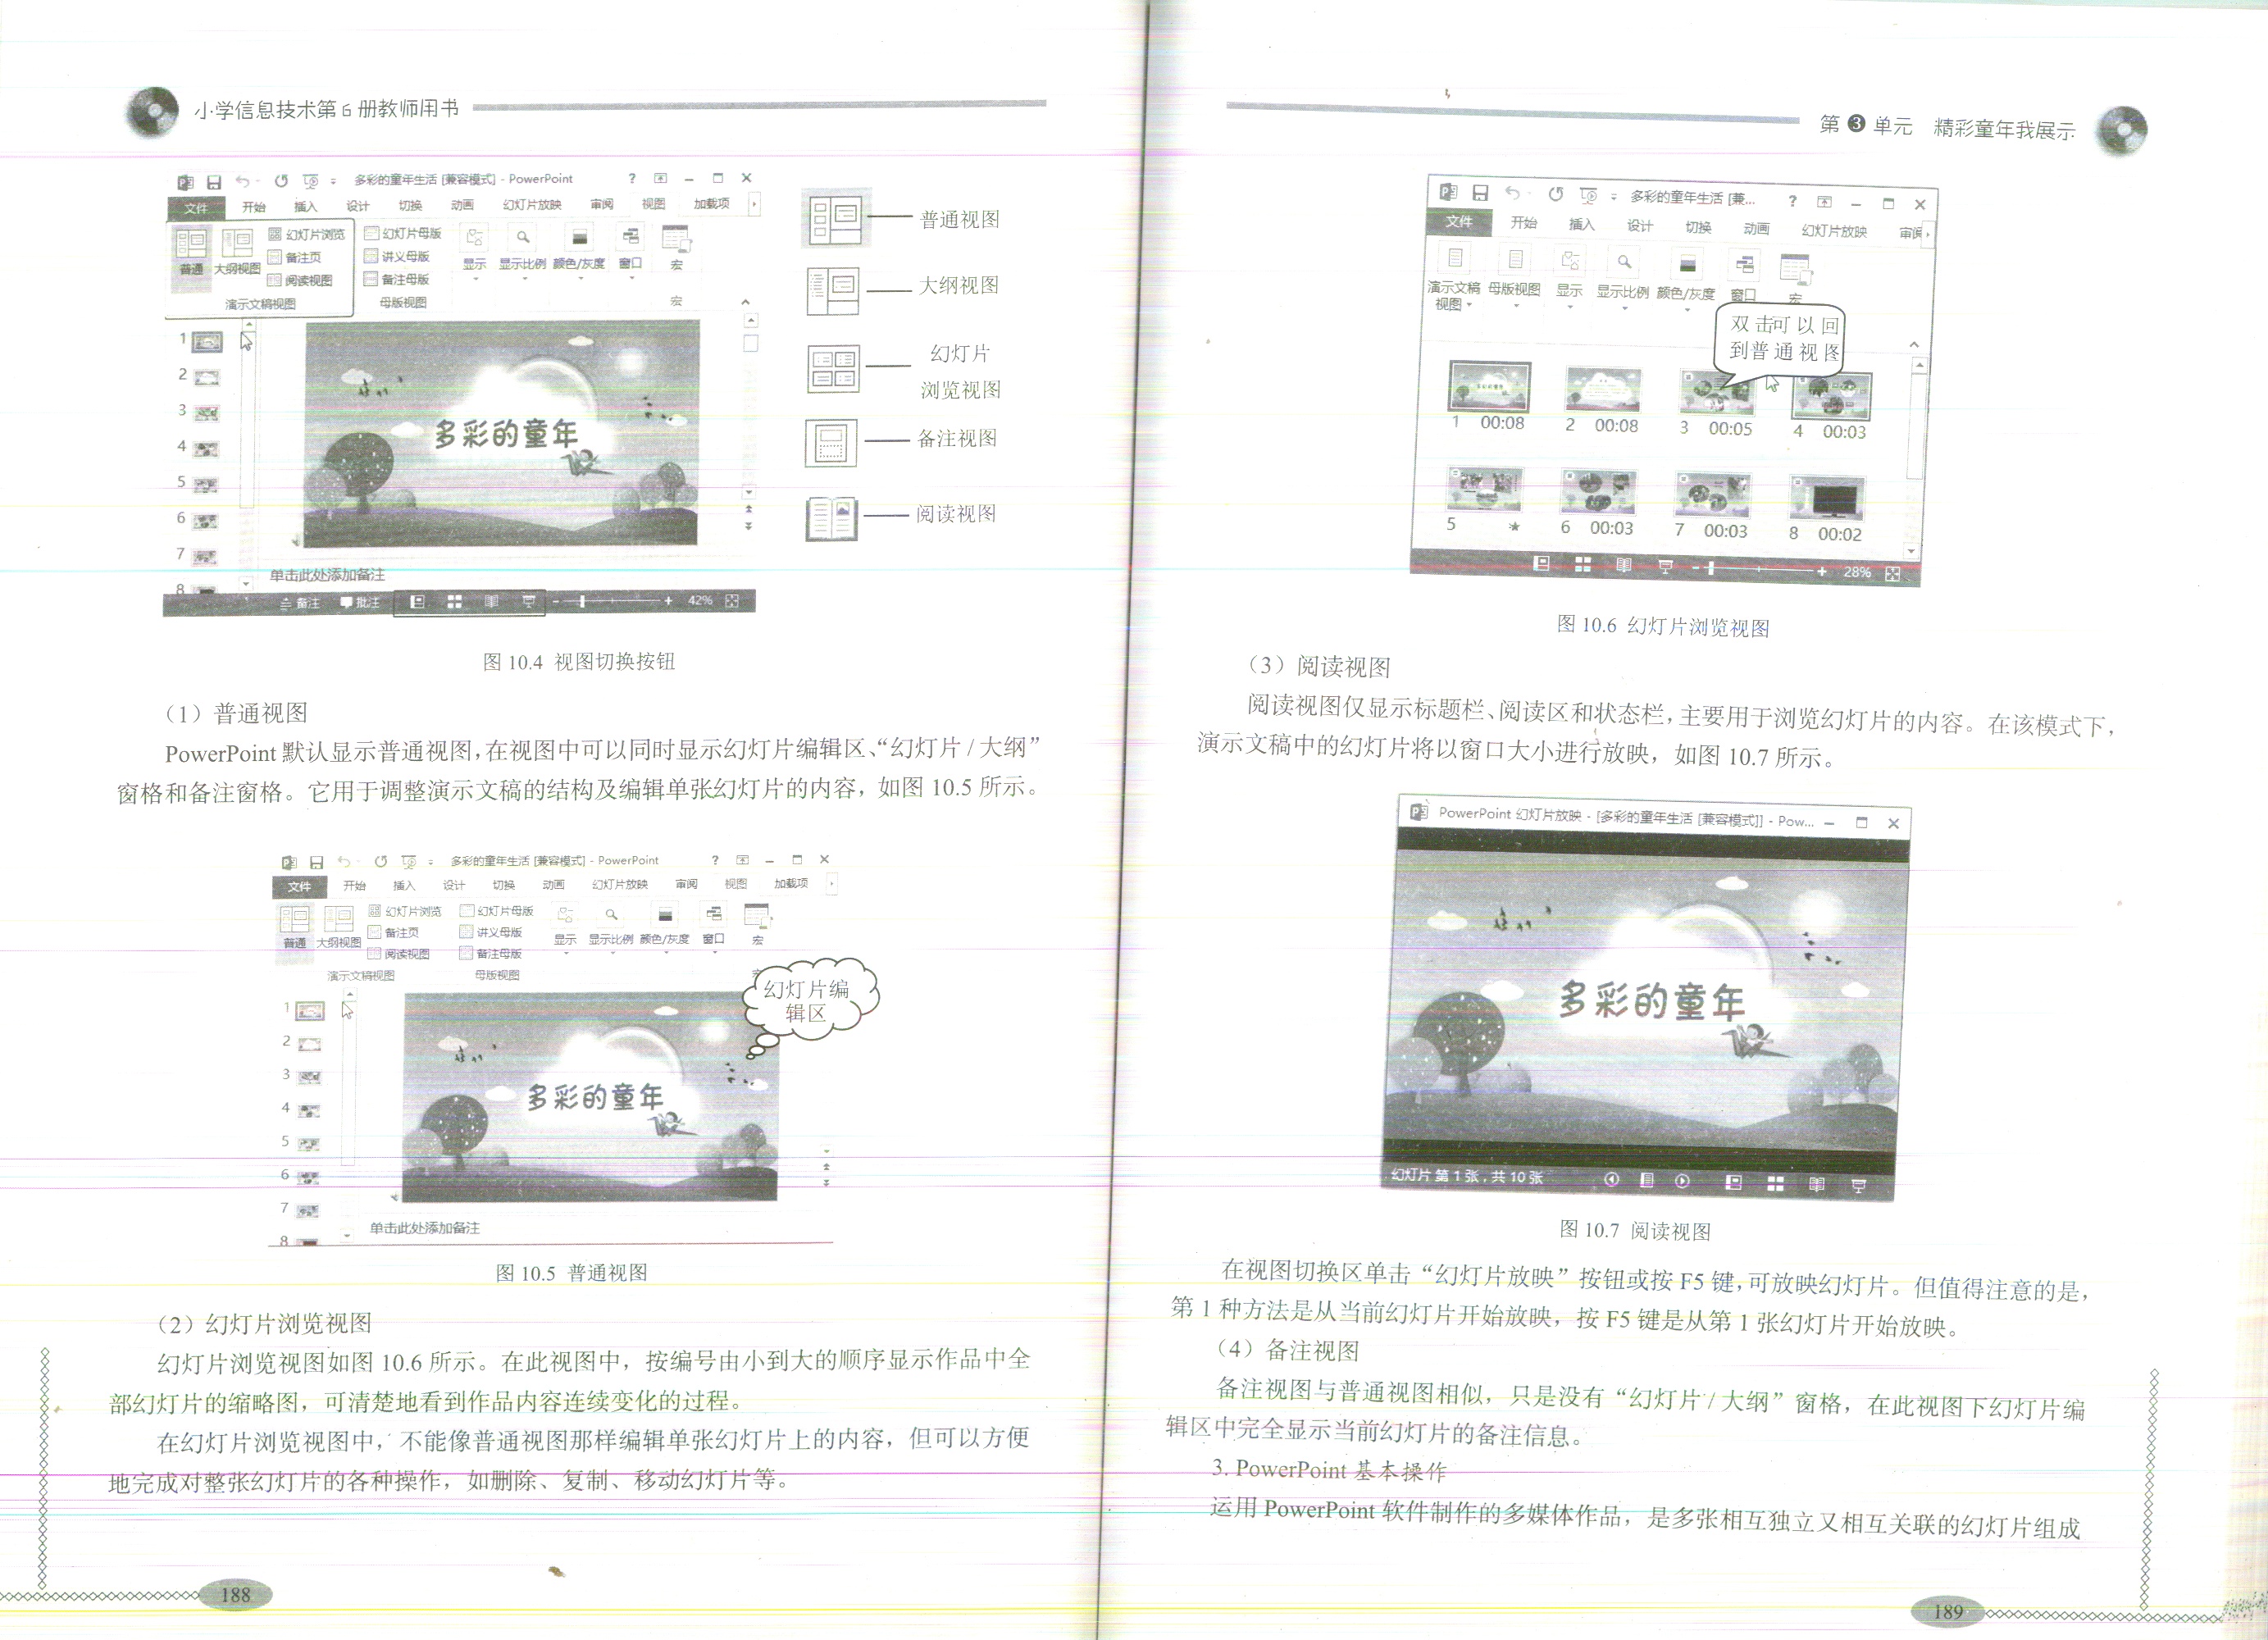 小学信息技术第6册教师用书
多彩的童年生活 [兼容模式] - PowerPoint
文件 开始 插入 设计 切换 动画 幻灯片放映 审阅 视图 加载项
普通 大纲视图 幻灯片浏览 备注页 阅读视图
幻灯片母版 讲义母版 备注母版
显示 显示比例 颜色/灰度 窗口 宏
演示文稿视图 母版视图 宏
1
2
3
4
5
6
7
8
多彩的童年
单击此处添加备注
备注 批注 42%
普通视图
大纲视图
幻灯片
浏览视图
备注视图
阅读视图
图 10.4 视图切换按钮
（1）普通视图
PowerPoint 默认显示普通视图，在视图中可以同时显示幻灯片编辑区、“幻灯片 / 大纲”
窗格和备注窗格。它用于调整演示文稿的结构及编辑单张幻灯片的内容，如图 10.5 所示。
多彩的童年生活 [兼容模式] - PowerPoint
文件 开始 插入 设计 切换 动画 幻灯片放映 审阅 视图 加载项
普通 大纲视图 幻灯片浏览 备注页 阅读视图
幻灯片母版 讲义母版 备注母版
显示 显示比例 颜色/灰度 窗口 宏
演示文稿视图 母版视图
幻灯片编
辑区
1
2
3
4
5
6
7
8
多彩的童年
单击此处添加备注
图 10.5 普通视图
（2）幻灯片浏览视图
幻灯片浏览视图如图 10.6 所示。在此视图中，按编号由小到大的顺序显示作品中全
部幻灯片的缩略图，可清楚地看到作品内容连续变化的过程。
在幻灯片浏览视图中，不能像普通视图那样编辑单张幻灯片上的内容，但可以方便
地完成对整张幻灯片的各种操作，如删除、复制、移动幻灯片等。
188
第 3 单元 精彩童年我展示
多彩的童年生活 [兼...
文件 开始 插入 设计 切换 动画 幻灯片放映 审阅
演示文稿视图 母版视图 显示 显示比例 颜色/灰度 窗口 宏
双击可以回
到普通视图
1 00:08 2 00:08 3 00:05 4 00:03
5 6 00:03 7 00:03 8 00:02
28%
图 10.6 幻灯片浏览视图
（3）阅读视图
阅读视图仅显示标题栏、阅读区和状态栏，主要用于浏览幻灯片的内容。在该模式下，
演示文稿中的幻灯片将以窗口大小进行放映，如图 10.7 所示。
PowerPoint 幻灯片放映 - [多彩的童年生活 [兼容模式]] - Pow...
多彩的童年
幻灯片 第 1 张，共 10 张
图 10.7 阅读视图
在视图切换区单击“幻灯片放映”按钮或按 F5 键，可放映幻灯片。但值得注意的是，
第 1 种方法是从当前幻灯片开始放映，按 F5 键是从第 1 张幻灯片开始放映。
（4）备注视图
备注视图与普通视图相似，只是没有“幻灯片 / 大纲”窗格，在此视图下幻灯片编
辑区中完全显示当前幻灯片的备注信息。
3. PowerPoint 基本操作
运用 PowerPoint 软件制作的多媒体作品，是多张相互独立又相互关联的幻灯片组成
189